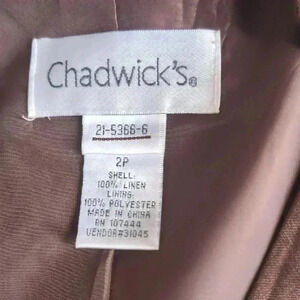 Chadwick's®
21-5366-6
2P
SHELL:
100% LINEN
LINING:
100% POLYESTER
MADE IN CHINA
RN 107444
VENDOR#31045